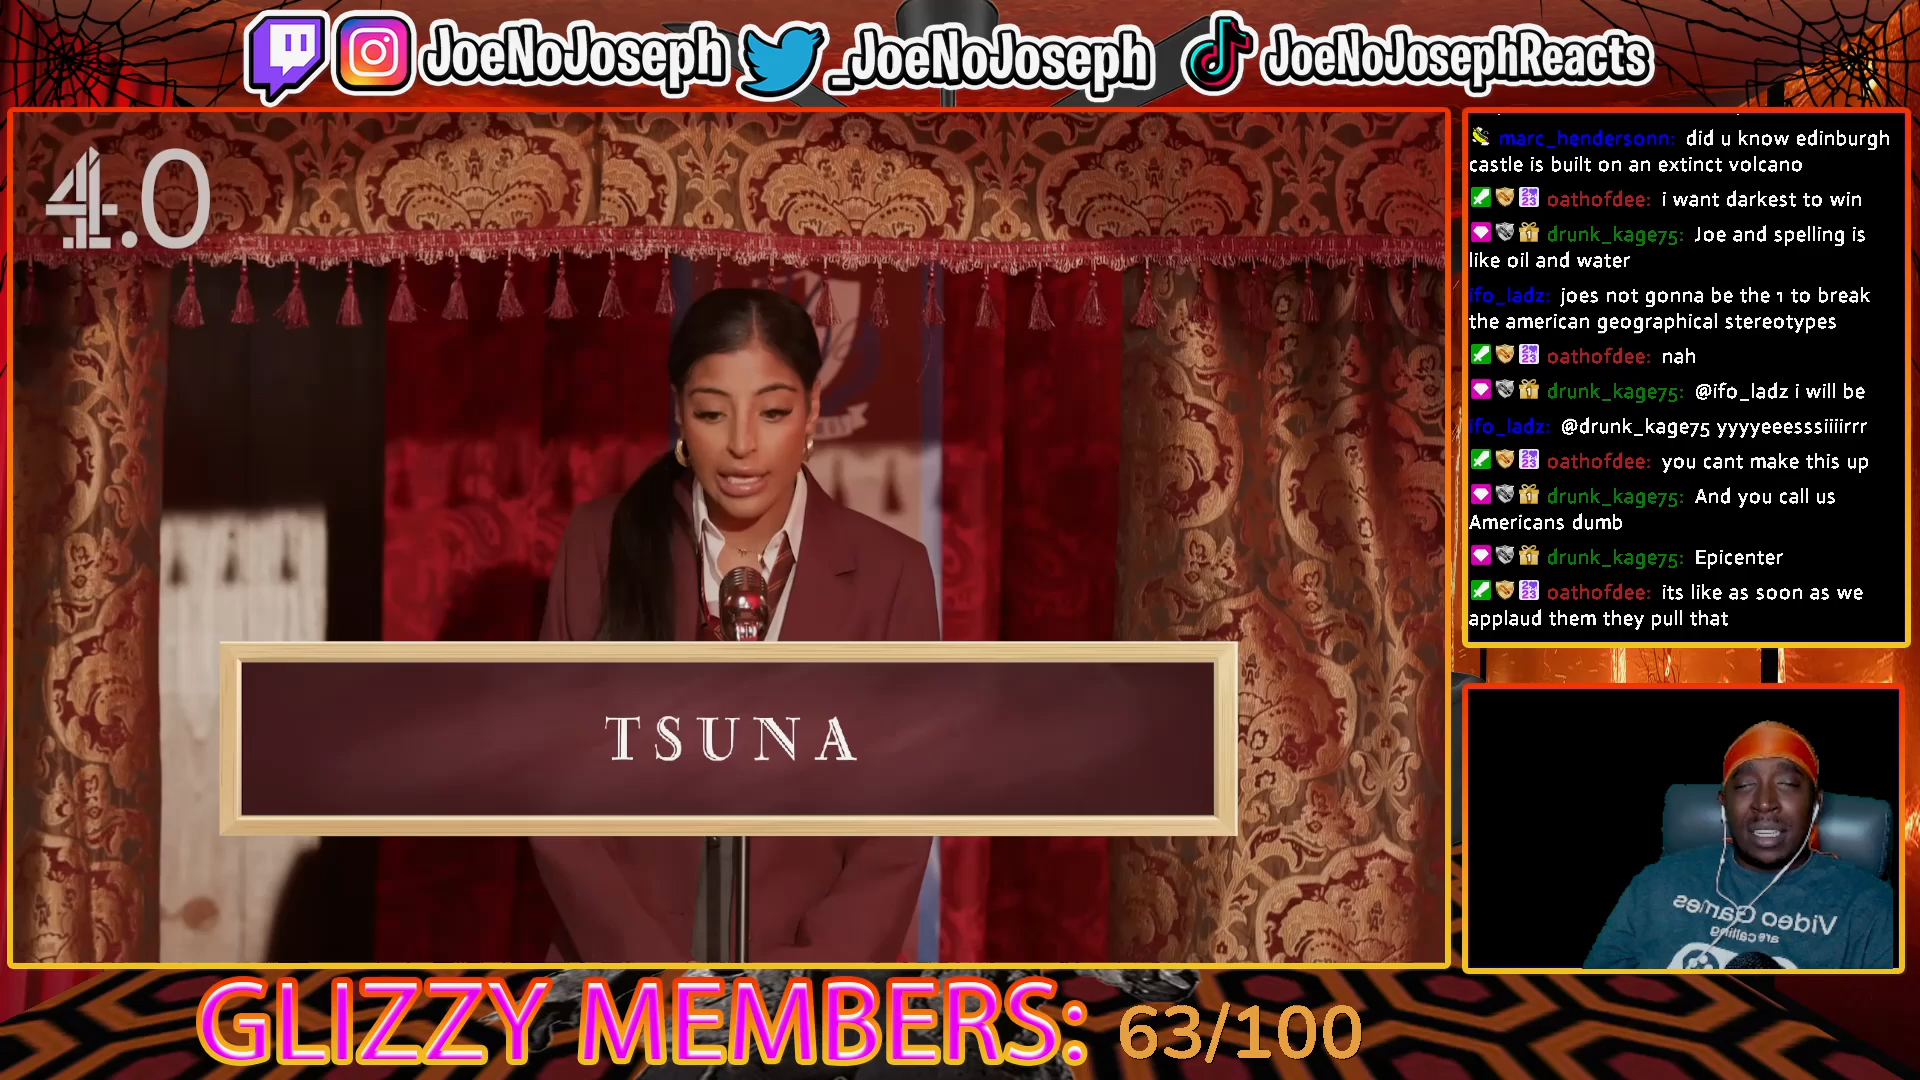 JoeNoJoseph _JoeNoJoseph JoeNoJosephReacts
4.0
TSUNA
marc_hendersonn: did u know edinburgh
castle is built on an extinct volcano
oathofdee: i want darkest to win
drunk_kage75: Joe and spelling is
like oil and water
ifo_ladz: joes not gonna be the 1 to break
the american geographical stereotypes
oathofdee: nah
drunk_kage75: @ifo_ladz i will be
ifo_ladz: @drunk_kage75 yyyyeeesssiiiirrr
oathofdee: you cant make this up
drunk_kage75: And you call us
Americans dumb
drunk_kage75: Epicenter
oathofdee: its like as soon as we
applaud them they pull that
Video Games
are calling
GLIZZY MEMBERS: 63/100